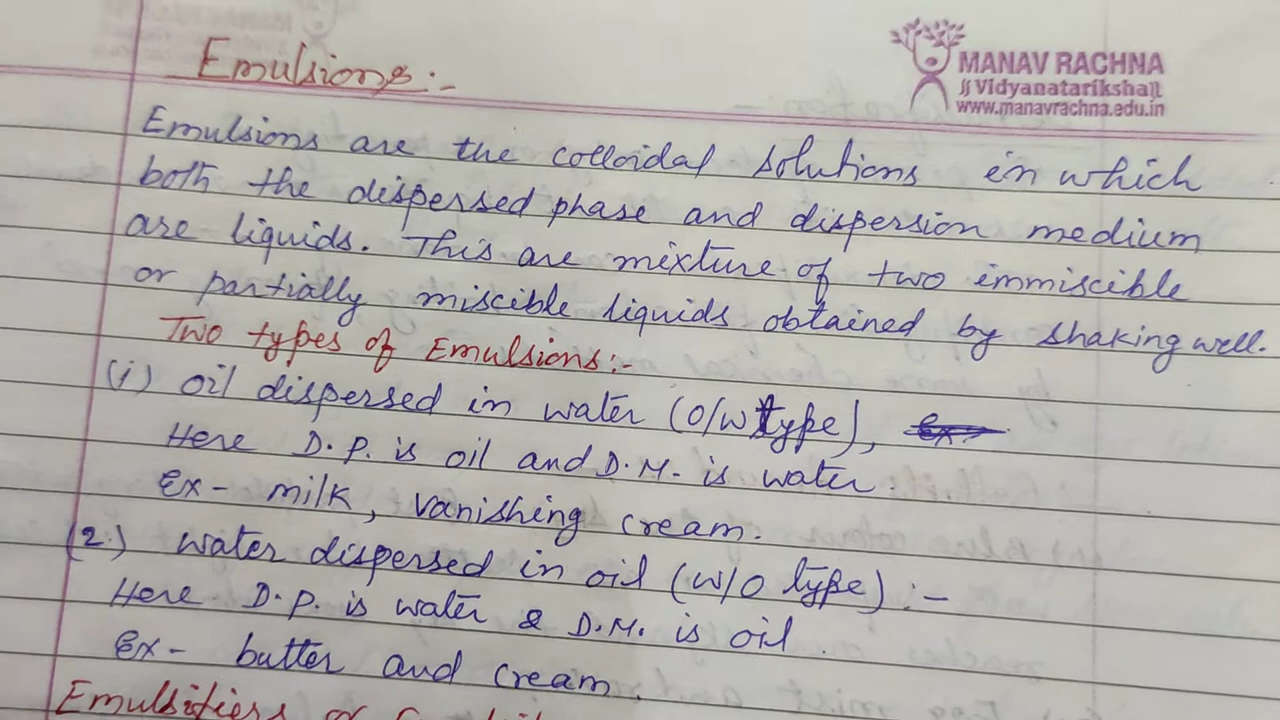 MANAV RACHNA
Vidyanatariksha
www.manavrachna.edu.in
Emulsions:-
Emulsions are the colloidal solutions in which
both the dispersed phase and dispersion medium
are liquids. This are mixture of two immiscible
or partially miscible liquids obtained by shaking well.
Two types of Emulsions:-
(i) oil dispersed in water (O/W type),
Here D.P. is oil and D.M. is water.
Ex- milk, vanishing cream.
(2.) water dispersed in oil (W/O type):-
Here D.P. is water & D.M. is oil.
Ex- butter and cream.
Emulsifiers or